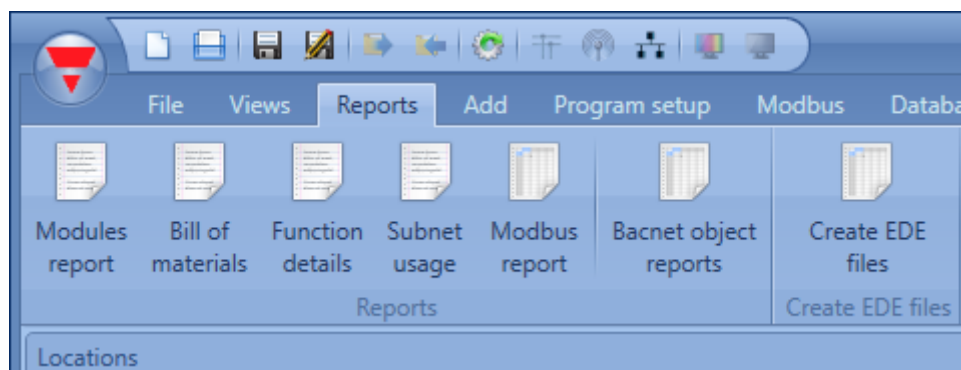 File Views Reports Add Program setup Modbus Databa
Modules Bill of Function Subnet Modbus Bacnet object Create EDE
report materials details usage report reports files
Reports Create EDE files
Locations